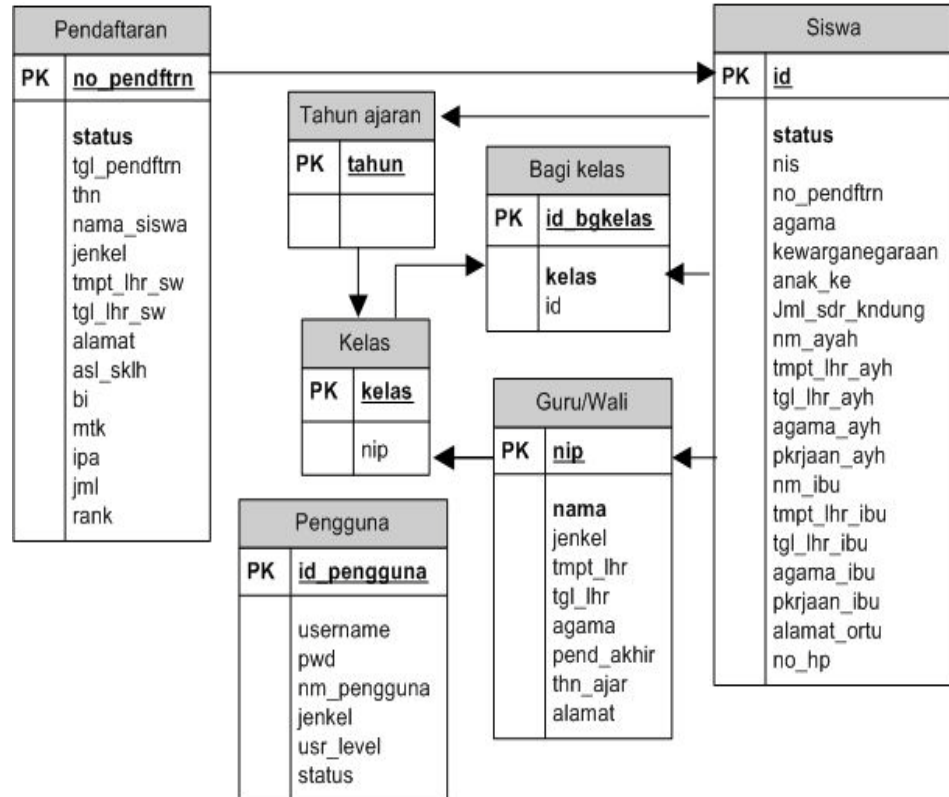 Pendaftaran
PK no_pendftrn
status
tgl_pendftrn
thn
nama_siswa
jenkel
tmpt_lhr_sw
tgl_lhr_sw
alamat
asl_sklh
bi
mtk
ipa
jml
rank
Tahun ajaran
PK tahun
Bagi kelas
PK id_bgkelas
kelas
id
Kelas
PK kelas
nip
Guru/Wali
PK nip
nama
jenkel
tmpt_lhr
tgl_lhr
agama
pend_akhir
thn_ajar
alamat
Pengguna
PK id_pengguna
username
pwd
nm_pengguna
jenkel
usr_level
status
Siswa
PK id
status
nis
no_pendftrn
agama
kewarganegaraan
anak_ke
Jml_sdr_kndung
nm_ayah
tmpt_lhr_ayh
tgl_lhr_ayh
agama_ayh
pkrjaan_ayh
nm_ibu
tmpt_lhr_ibu
tgl_lhr_ibu
agama_ibu
pkrjaan_ibu
alamat_ortu
no_hp